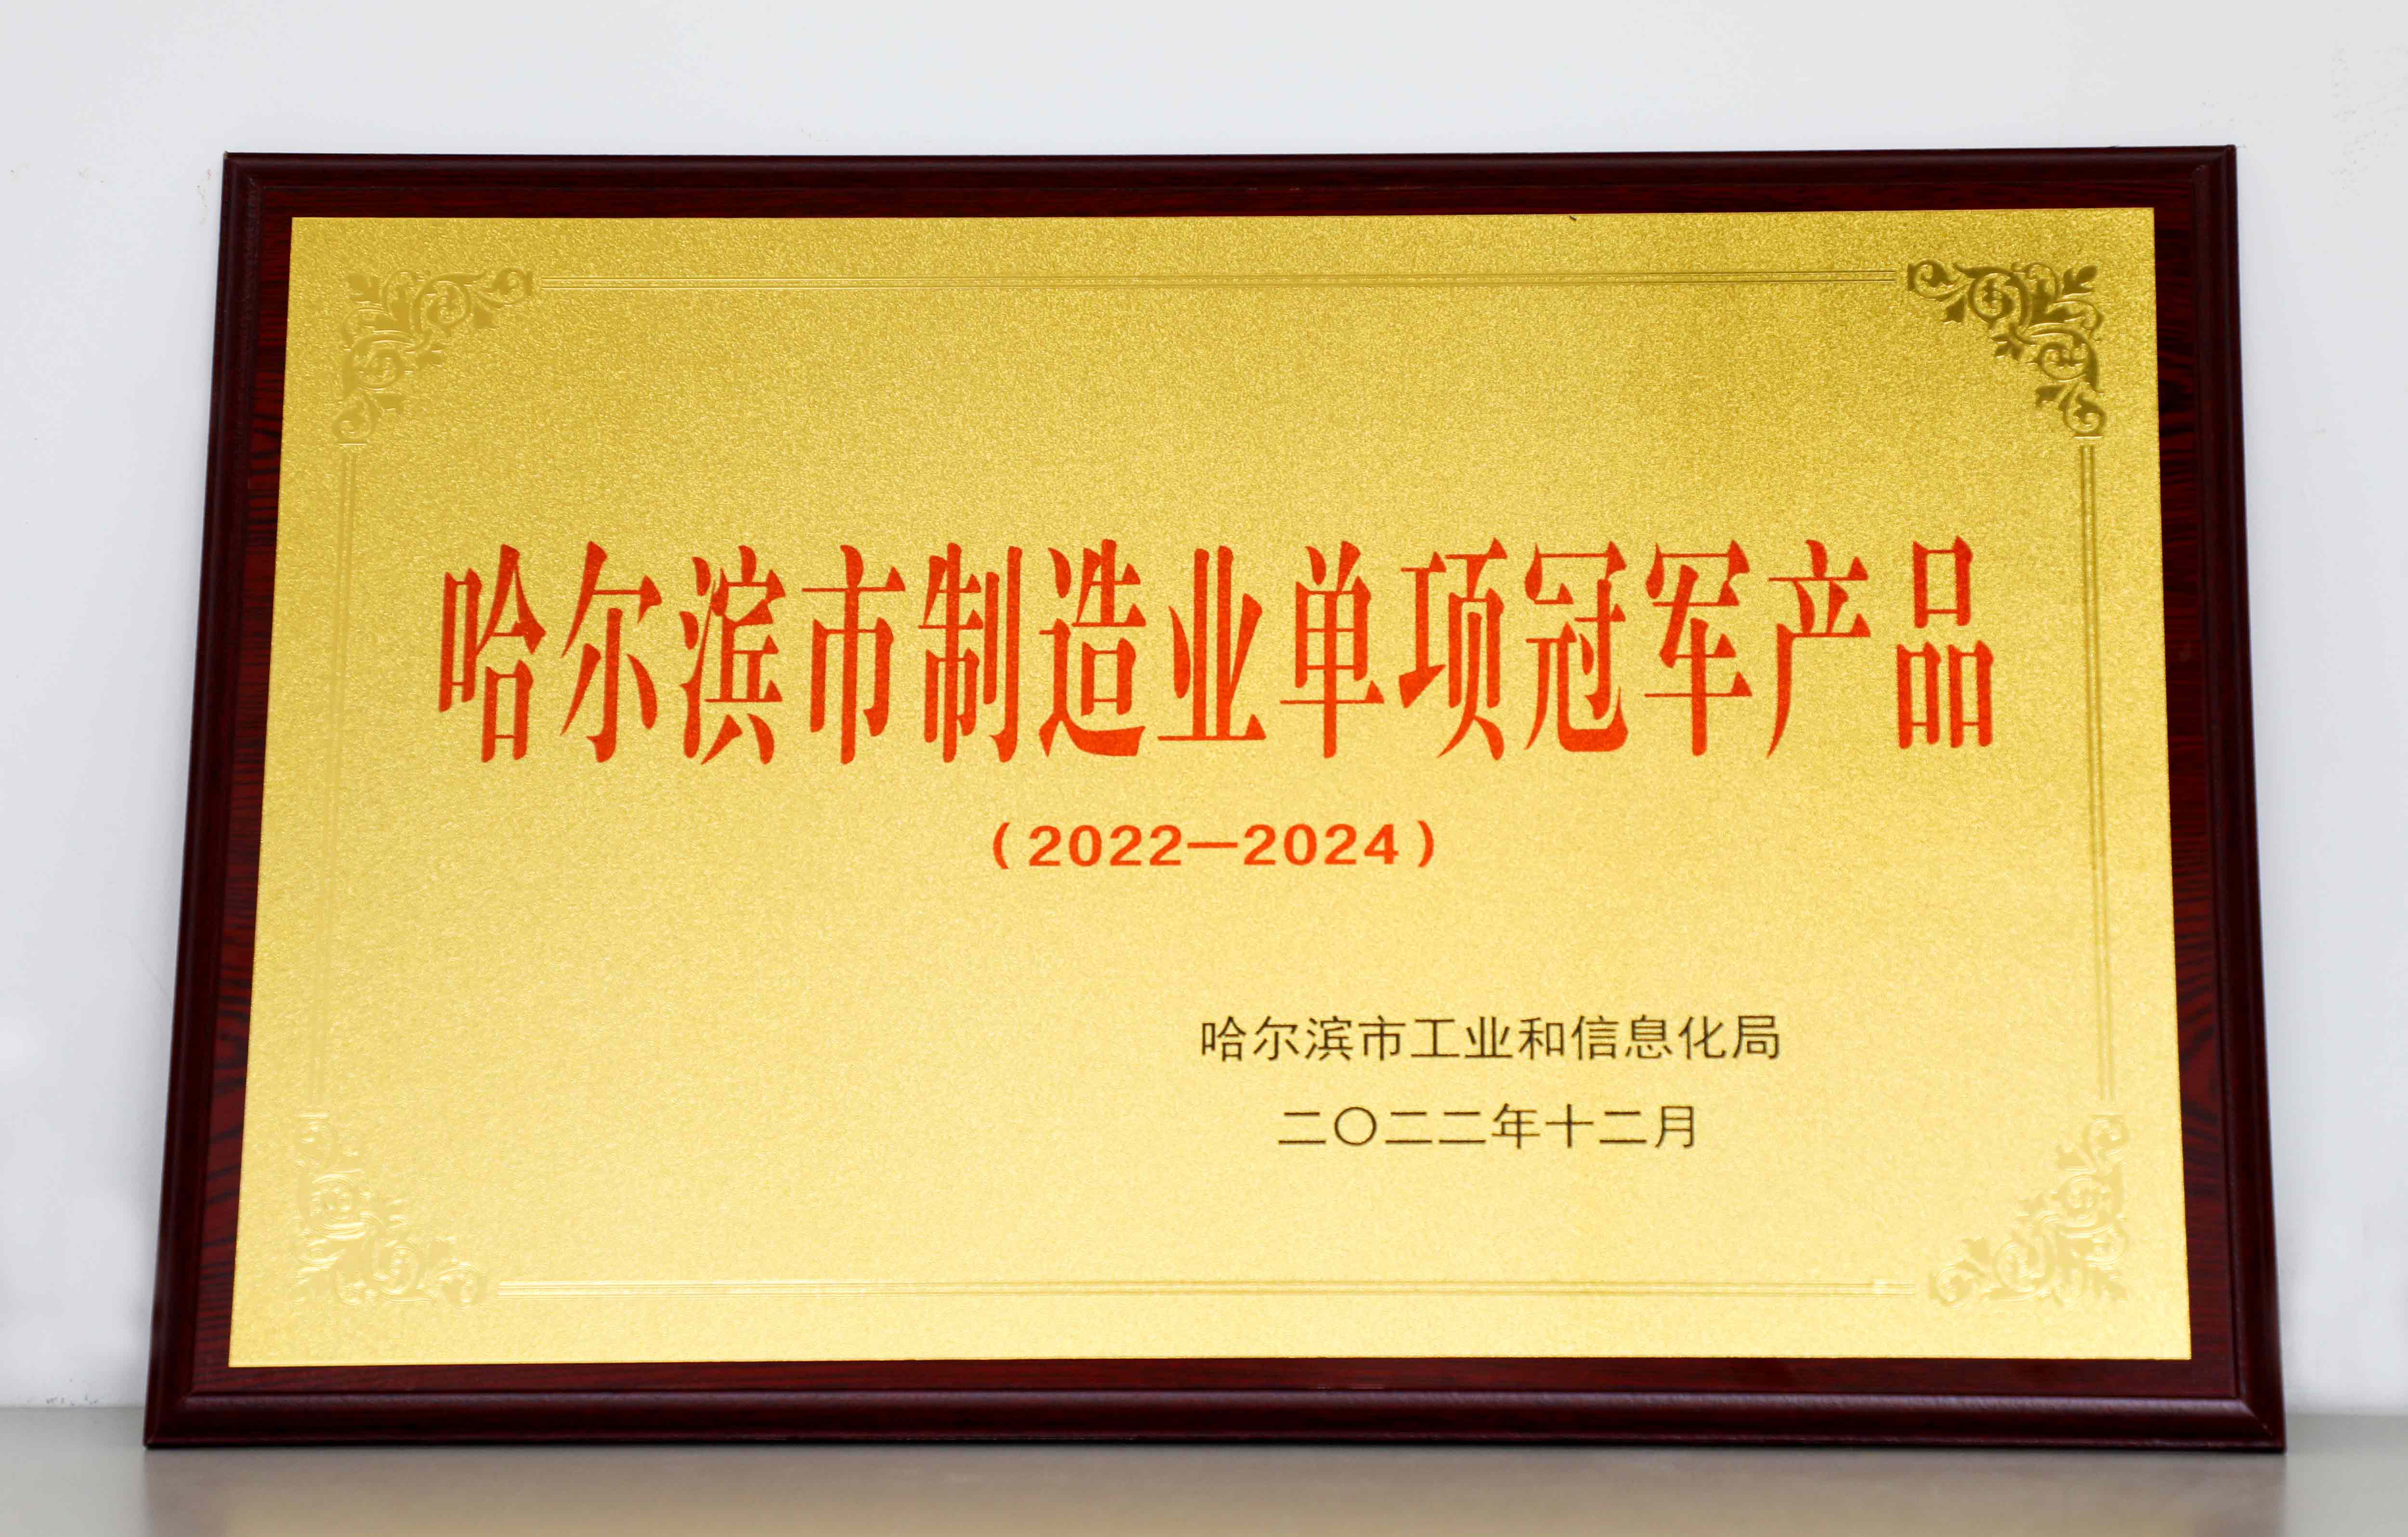 哈尔滨市制造业单项冠军产品
（2022—2024）
哈尔滨市工业和信息化局
二〇二二年十二月